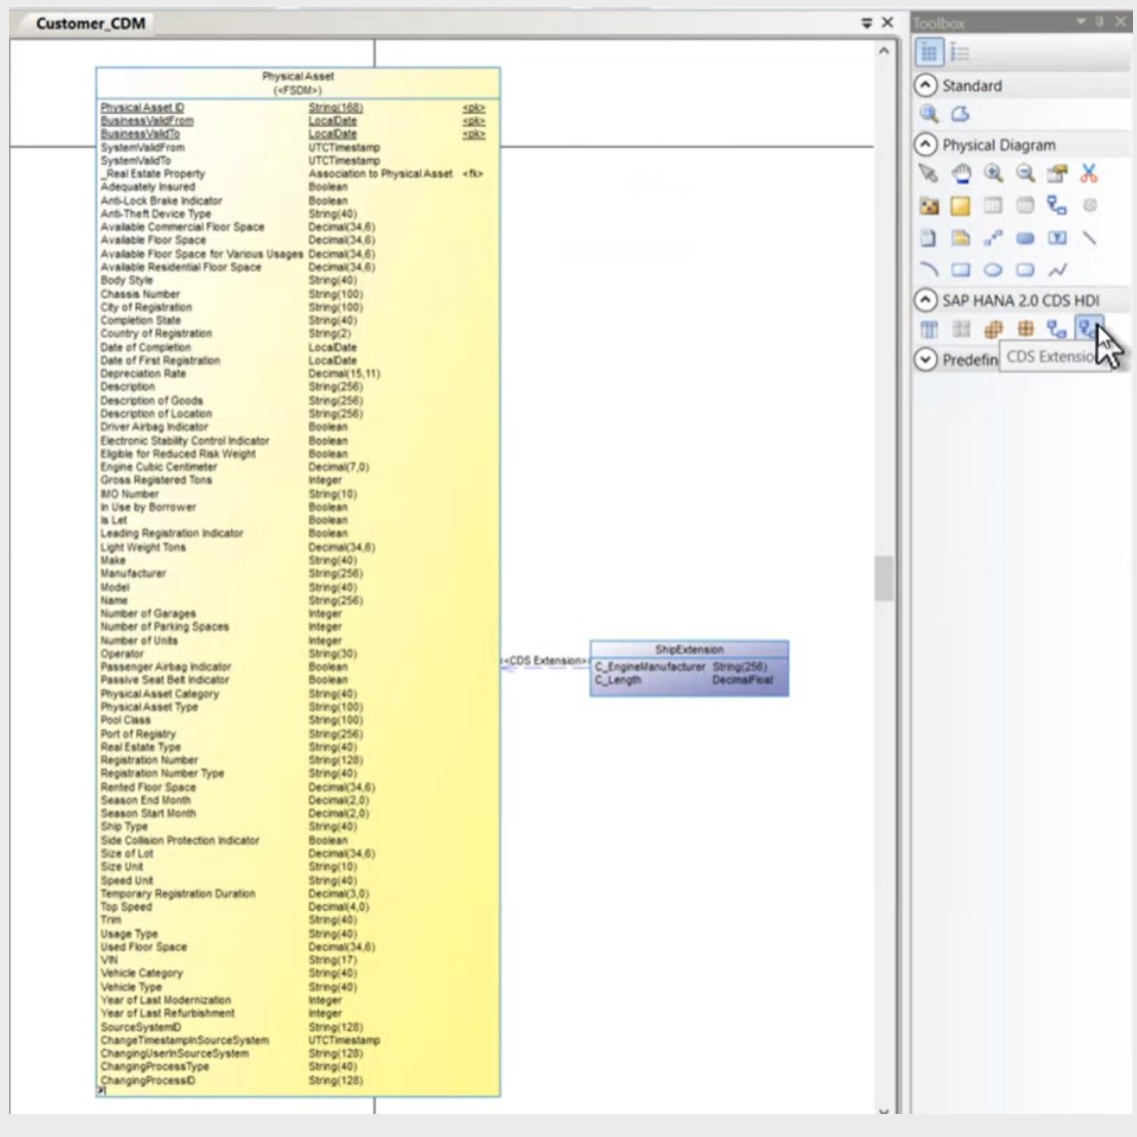 Customer_CDM
Physical Asset
(<FSDM>)
Physical Asset ID String(168) <pk>
BusinessValidFrom LocalDate <pk>
BusinessValidTo LocalDate <pk>
SystemValidFrom UTCTimestamp
SystemValidTo UTCTimestamp
_Real Estate Property Association to Physical Asset <fk>
Adequately Insured Boolean
Anti-Lock Brake Indicator Boolean
Anti-Theft Device Type String(40)
Available Commercial Floor Space Decimal(34,6)
Available Floor Space Decimal(34,6)
Available Floor Space for Various Usages Decimal(34,6)
Available Residential Floor Space Decimal(34,6)
Body Style String(40)
Chassis Number String(100)
City of Registration String(100)
Completion State String(40)
Country of Registration String(2)
Date of Completion LocalDate
Date of First Registration LocalDate
Depreciation Rate Decimal(15,11)
Description String(256)
Description of Goods String(256)
Description of Location String(256)
Driver Airbag Indicator Boolean
Electronic Stability Control Indicator Boolean
Eligible for Reduced Risk Weight Boolean
Engine Cubic Centimeter Decimal(7,0)
Gross Registered Tons Integer
IMO Number String(10)
In Use by Borrower Boolean
Is Let Boolean
Leading Registration Indicator Boolean
Light Weight Tons Decimal(34,6)
Make String(40)
Manufacturer String(256)
Model String(40)
Name String(256)
Number of Garages Integer
Number of Parking Spaces Integer
Number of Units Integer
Operator String(30)
Passenger Airbag Indicator Boolean
Passive Seat Belt Indicator Boolean
Physical Asset Category String(40)
Physical Asset Type String(100)
Pool Class String(100)
Port of Registry String(256)
Real Estate Type String(40)
Registration Number String(128)
Registration Number Type String(40)
Rented Floor Space Decimal(34,6)
Season End Month Decimal(2,0)
Season Start Month Decimal(2,0)
Ship Type String(40)
Side Collision Protection Indicator Boolean
Size of Lot Decimal(34,6)
Size Unit String(10)
Speed Unit String(40)
Temporary Registration Duration Decimal(3,0)
Top Speed Decimal(4,0)
Trim String(40)
Usage Type String(40)
Used Floor Space Decimal(34,6)
VIN String(17)
Vehicle Category String(40)
Vehicle Type String(40)
Year of Last Modernization Integer
Year of Last Refurbishment Integer
SourceSystemID String(128)
ChangeTimestampInSourceSystem UTCTimestamp
ChangingUserInSourceSystem String(128)
ChangingProcessType String(40)
ChangingProcessID String(128)
<CDS Extension>
ShipExtension
C_EngineManufacturer String(256)
C_Length DecimalFloat
Toolbox
Standard
Physical Diagram
SAP HANA 2.0 CDS HDI
Predefin
CDS Extensio